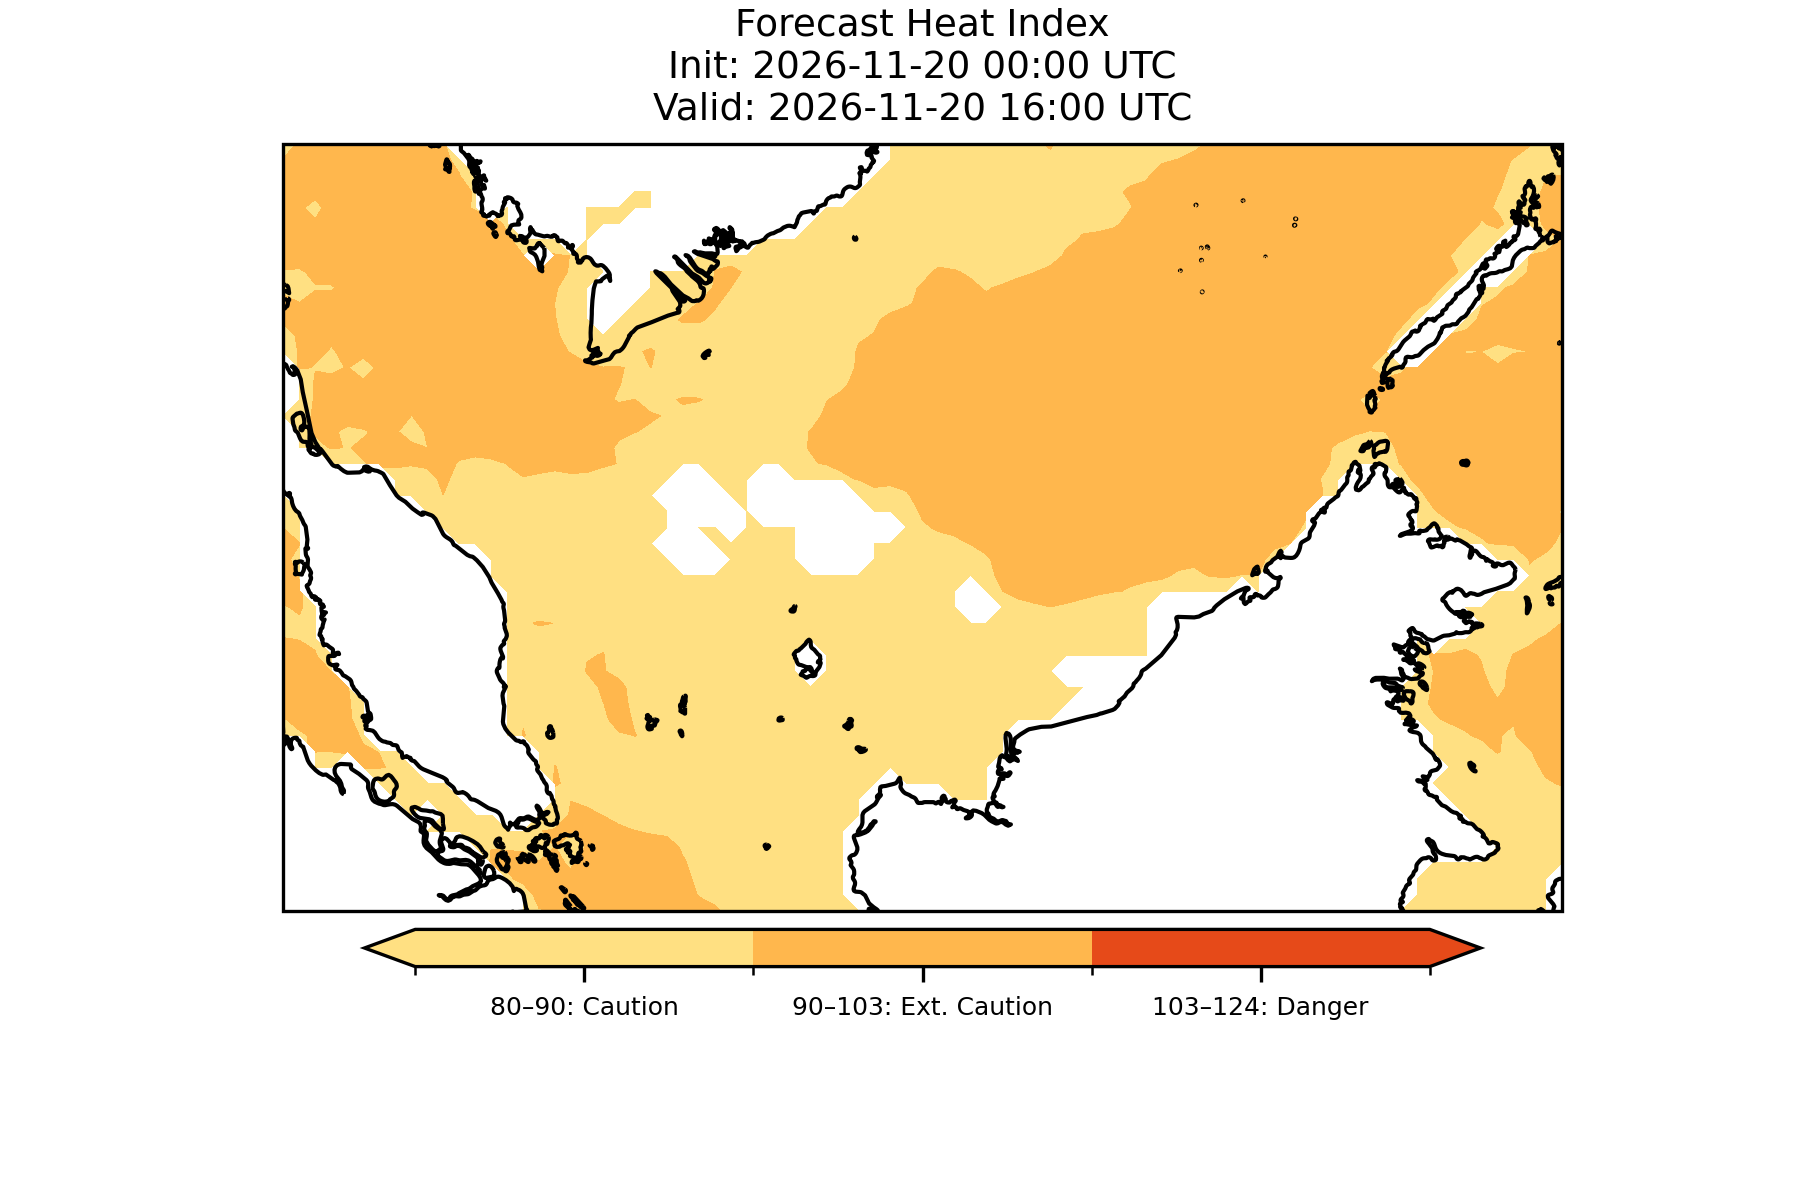 Forecast Heat Index
Init: 2026-11-20 00:00 UTC
Valid: 2026-11-20 16:00 UTC
80–90: Caution
90–103: Ext. Caution
103–124: Danger